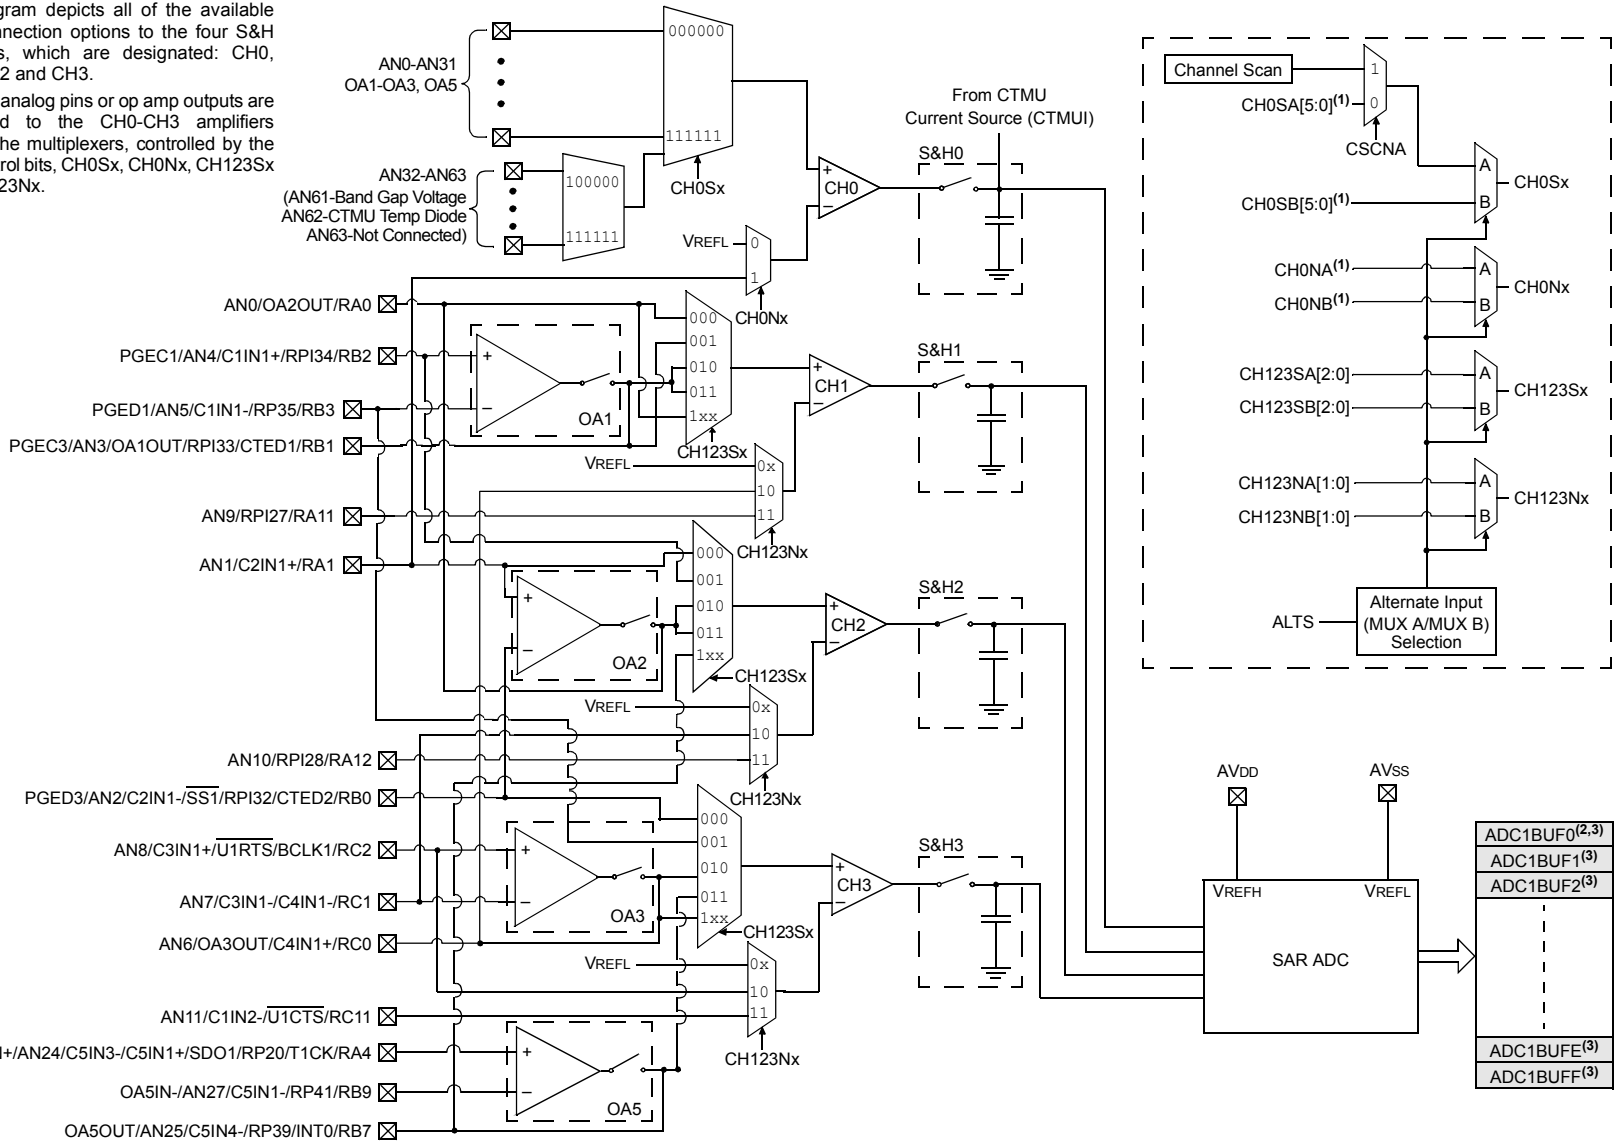 gram depicts all of the available
nnection options to the four S&H
s, which are designated: CH0,
2 and CH3.
analog pins or op amp outputs are
d to the CH0-CH3 amplifiers
he multiplexers, controlled by the
rol bits, CH0Sx, CH0Nx, CH123Sx
23Nx.
AN0-AN31
OA1-OA3, OA5
000000
111111
CH0Sx
AN32-AN63
(AN61-Band Gap Voltage
AN62-CTMU Temp Diode
AN63-Not Connected)
100000
111111
VREFL
0
1
CH0Nx
+
CH0
–
From CTMU
Current Source (CTMUI)
S&H0
AN0/OA2OUT/RA0
PGEC1/AN4/C1IN1+/RPI34/RB2
PGED1/AN5/C1IN1-/RP35/RB3
PGEC3/AN3/OA1OUT/RPI33/CTED1/RB1
+
–
OA1
000
001
010
011
1xx
CH123Sx
+
CH1
–
S&H1
VREFL
0x
10
11
CH123Nx
AN9/RPI27/RA11
AN1/C2IN1+/RA1
+
–
OA2
000
001
010
011
1xx
CH123Sx
+
CH2
–
S&H2
VREFL
0x
10
11
CH123Nx
AN10/RPI28/RA12
PGED3/AN2/C2IN1-/SS1/RPI32/CTED2/RB0
AN8/C3IN1+/U1RTS/BCLK1/RC2
AN7/C3IN1-/C4IN1-/RC1
AN6/OA3OUT/C4IN1+/RC0
+
–
OA3
000
001
010
011
1xx
CH123Sx
+
CH3
–
S&H3
VREFL
0x
10
11
CH123Nx
AN11/C1IN2-/U1CTS/RC11
+/AN24/C5IN3-/C5IN1+/SDO1/RP20/T1CK/RA4
OA5IN-/AN27/C5IN1-/RP41/RB9
OA5OUT/AN25/C5IN4-/RP39/INT0/RB7
+
–
OA5
Channel Scan
1
CH0SA[5:0](1)
0
CSCNA
A
CH0Sx
CH0SB[5:0](1)
B
CH0NA(1)
A
CH0Nx
CH0NB(1)
B
CH123SA[2:0]
A
CH123Sx
CH123SB[2:0]
B
CH123NA[1:0]
A
CH123Nx
CH123NB[1:0]
B
ALTS
Alternate Input
(MUX A/MUX B)
Selection
AVDD
AVSS
VREFH
VREFL
SAR ADC
ADC1BUF0(2,3)
ADC1BUF1(3)
ADC1BUF2(3)
ADC1BUFE(3)
ADC1BUFF(3)